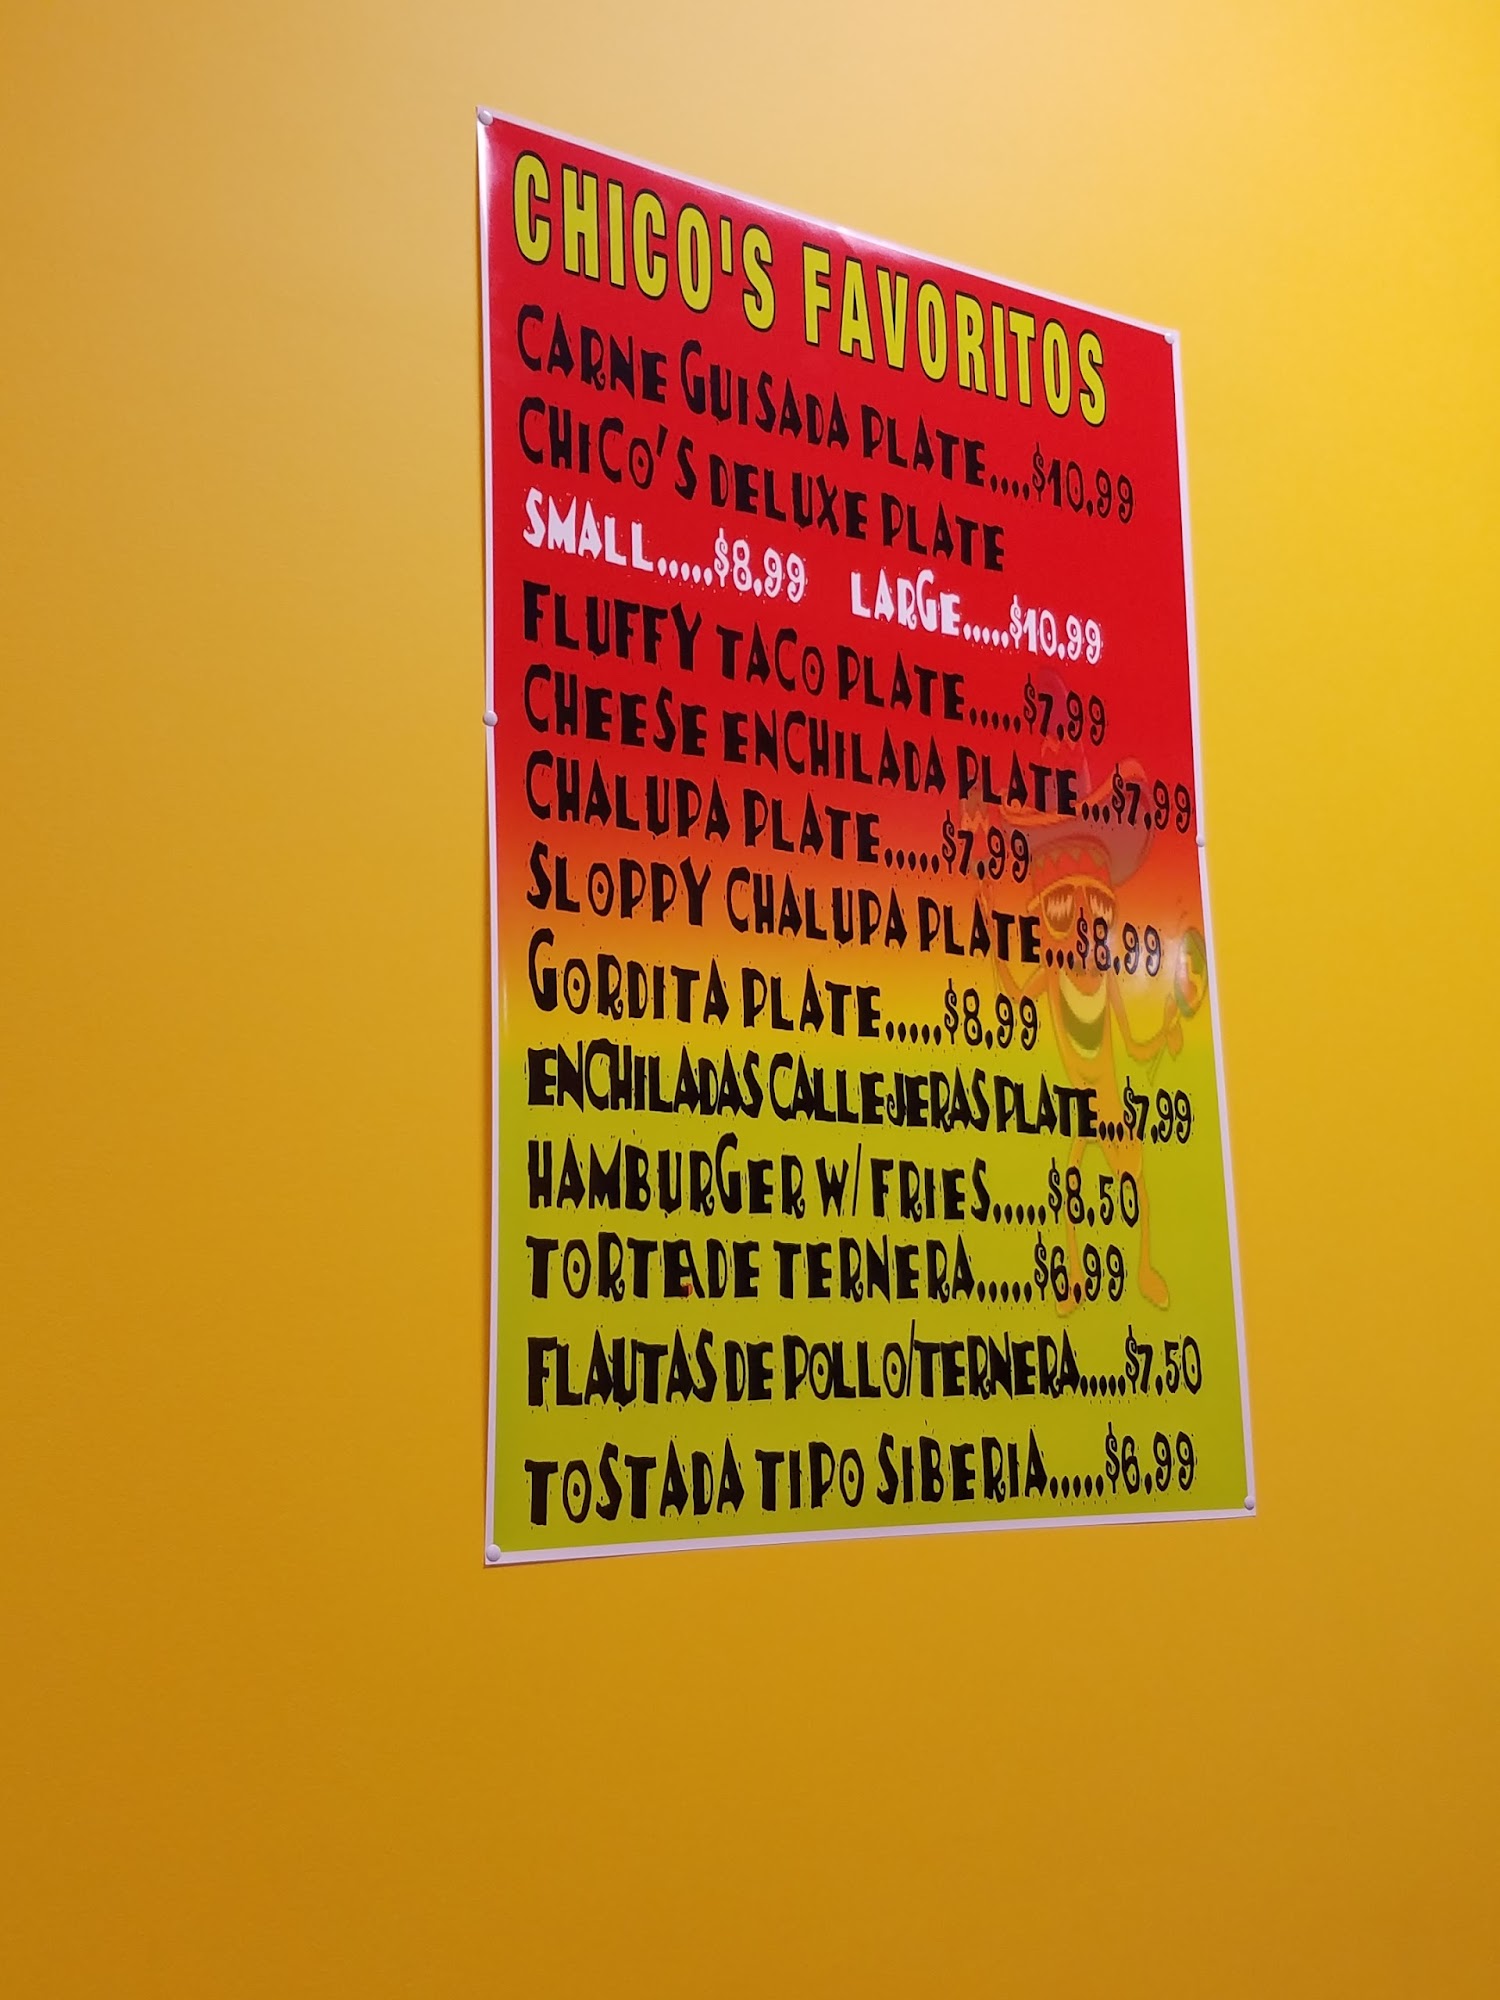 CHICO'S FAVORITOS
CARNE GUISADA PLATE....$10.99
CHICO'S DELUXE PLATE
SMALL.....$8.99 LARGE.....$10.99
FLUFFY TACO PLATE.....$7.99
CHEESE ENCHILADA PLATE...$7.99
CHALUPA PLATE.....$7.99
SLOPPY CHALUPA PLATE...$8.99
GORDITA PLATE.....$8.99
ENCHILADAS CALLEJERAS PLATE...$7.99
HAMBURGER W/ FRIES.....$8.50
DE TERNERA.....$6.99
FLAUTAS DE POLLO/TERNERA.....$7.50
TOSTADA TIPO SIBERIA.....$6.99